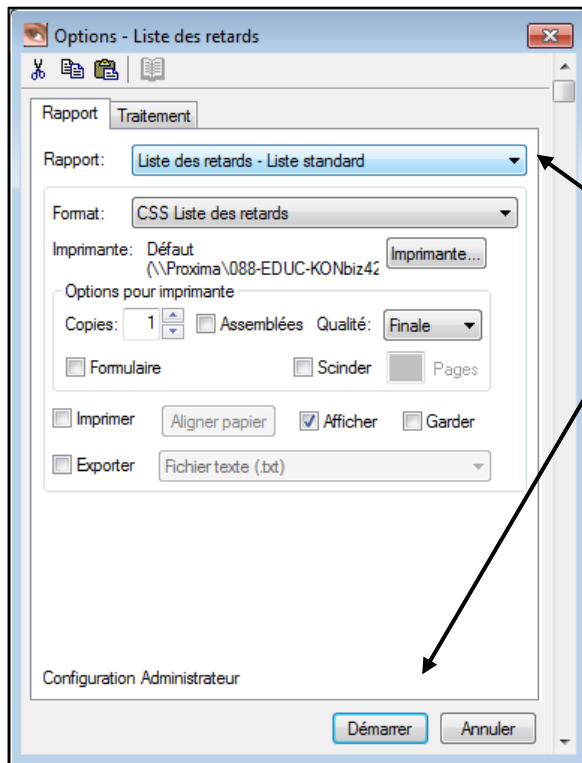 Options - Liste des retards
Rapport Traitement
Rapport: Liste des retards - Liste standard
Format: CSS Liste des retards
Imprimante: Défaut Imprimante...
(\\Proxima\088-EDUC-KONbiz42
Options pour imprimante
Copies: 1 Assemblées Qualité: Finale
Formulaire Scinder Pages
Imprimer Aligner papier Afficher Garder
Exporter Fichier texte (.txt)
Configuration Administrateur
Démarrer Annuler